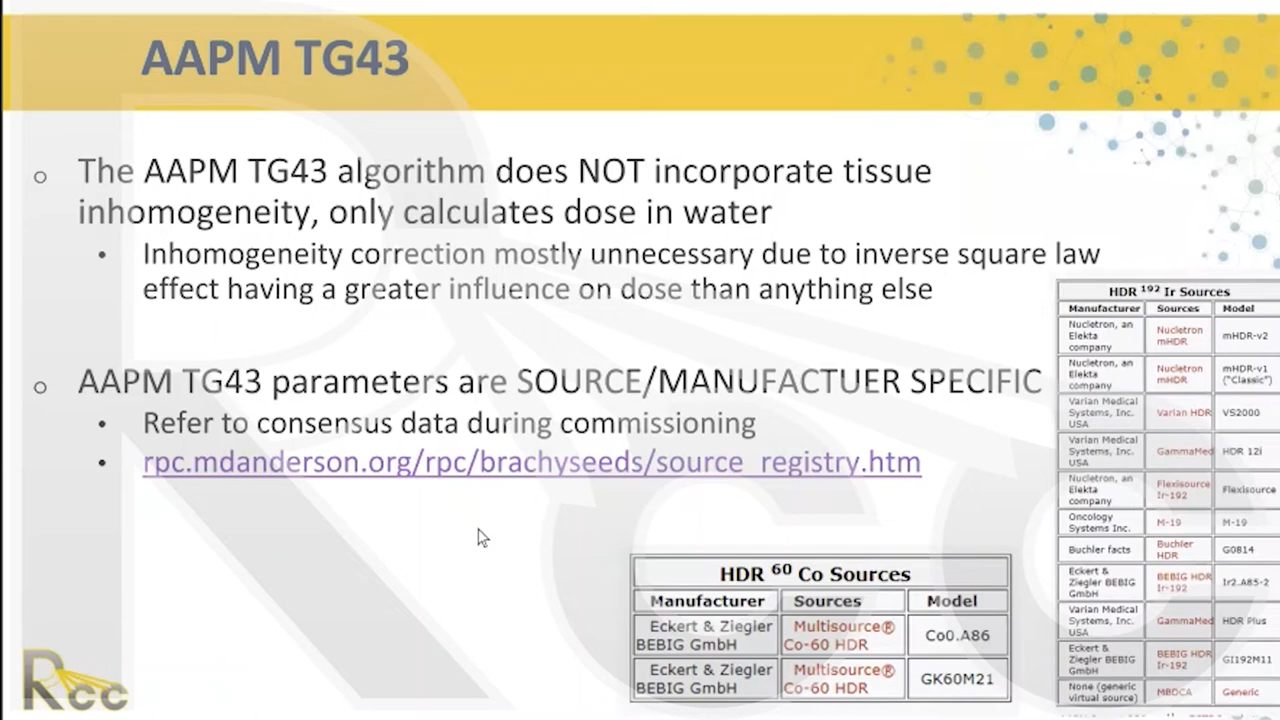 AAPM TG43
The AAPM TG43 algorithm does NOT incorporate tissue
inhomogeneity, only calculates dose in water
Inhomogeneity correction mostly unnecessary due to inverse square law
effect having a greater influence on dose than anything else
AAPM TG43 parameters are SOURCE/MANUFACTUER SPECIFIC
Refer to consensus data during commissioning
rpc.mdanderson.org/rpc/brachyseeds/source_registry.htm
HDR 192 Ir Sources
Manufacturer Sources Model
Nucletron, an
Elekta
company
Nucletron
mHDR
mHDR-v2
Nucletron, an
Elekta
company
Nucletron
mHDR
mHDR-v1
("Classic")
Varian Medical
Systems, Inc.
USA
Varian HDR
VS2000
Varian Medical
Systems, Inc.
USA
GammaMed
HDR 12i
Nucletron, an
Elekta
company
Flexisource
Ir-192
Flexisource
Oncology
Systems Inc.
M-19
M-19
Buchler facts
Buchler
HDR
G0814
Eckert &
Ziegler BEBIG
GmbH
BEBIG HDR
Ir-192
Ir2.A85-2
Varian Medical
Systems, Inc.
USA
GammaMed
HDR Plus
Eckert &
Ziegler BEBIG
GmbH
BEBIG HDR
Ir-192
GI192M11
None (generic
virtual source)
MBDCA
Generic
HDR 60 Co Sources
Manufacturer Sources Model
Eckert & Ziegler
BEBIG GmbH
Multisource®
Co-60 HDR
Co0.A86
Eckert & Ziegler
BEBIG GmbH
Multisource®
Co-60 HDR
GK60M21
Rcc